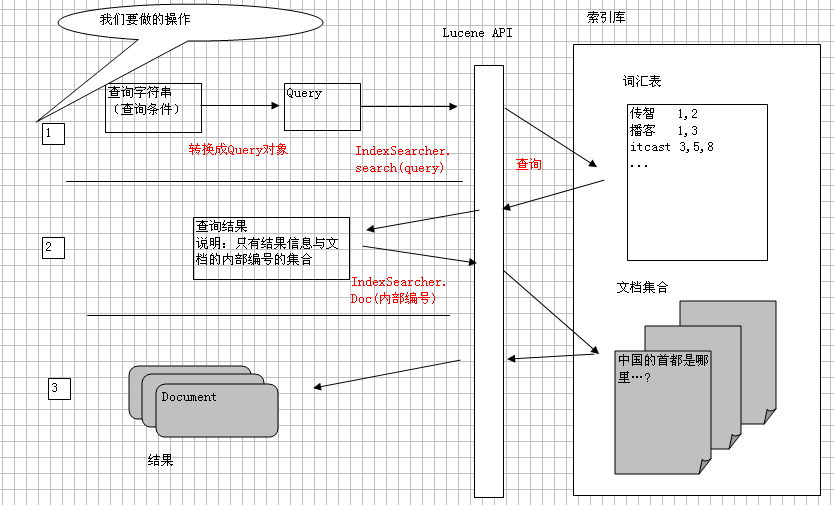 我们要做的操作
索引库
Lucene API
查询字符串
（查询条件）
Query
词汇表
传智 1,2
播客 1,3
itcast 3,5,8
...
1
转换成Query对象
IndexSearcher.
search(query)
查询
查询结果
说明：只有结果信息与文
档的内部编号的集合
2
IndexSearcher.
Doc(内部编号)
文档集合
中国的首都是哪
里…?
3
Document
结果